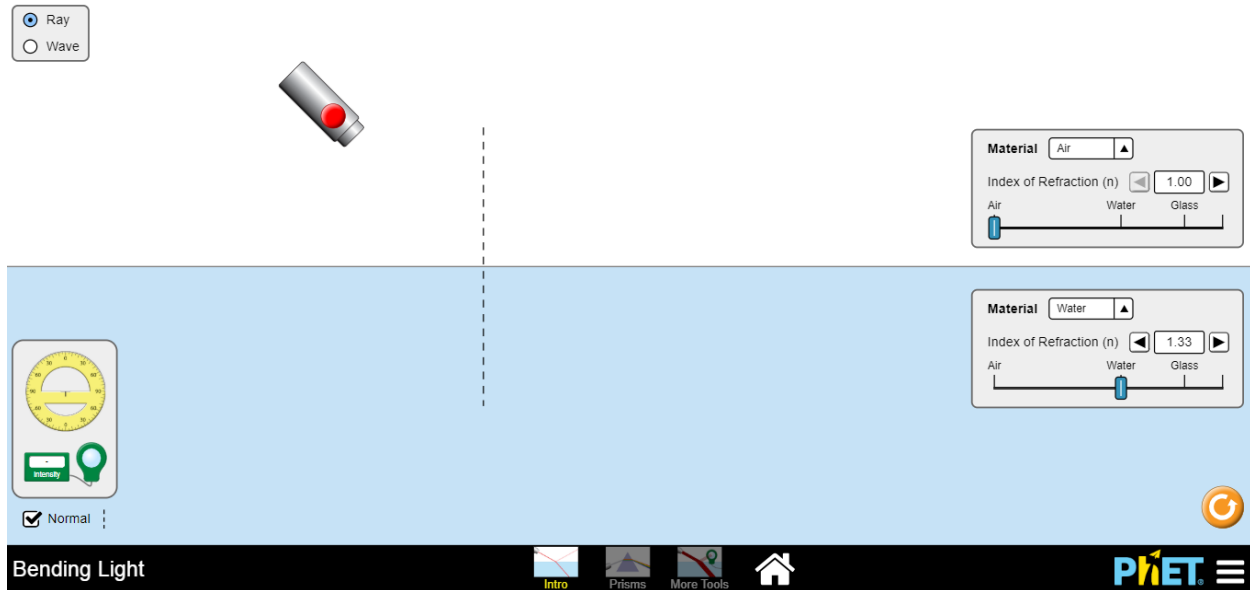 Ray
Wave
Material Air
Index of Refraction (n) 1.00
Air Water Glass
Material Water
Index of Refraction (n) 1.33
Air Water Glass
Intensity
-
Normal
Bending Light
Intro
Prisms
More Tools
PhET